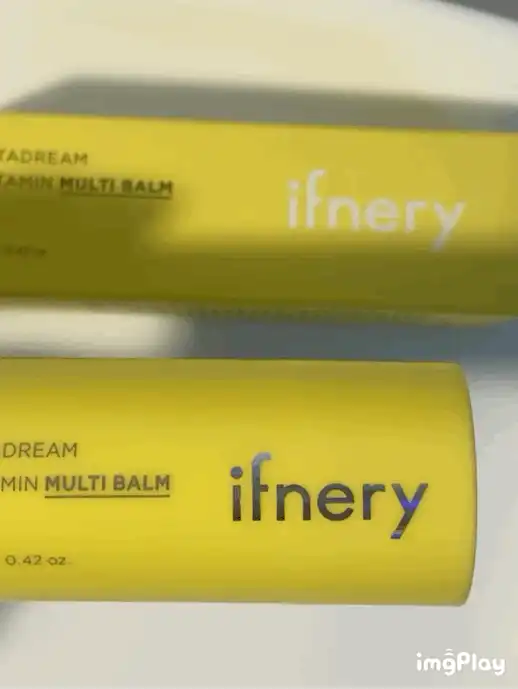 TADREAM
TAMIN MULTI BALM
ifnery
DREAM
MIN MULTI BALM
ifnery
0.42 oz.
imgPlay